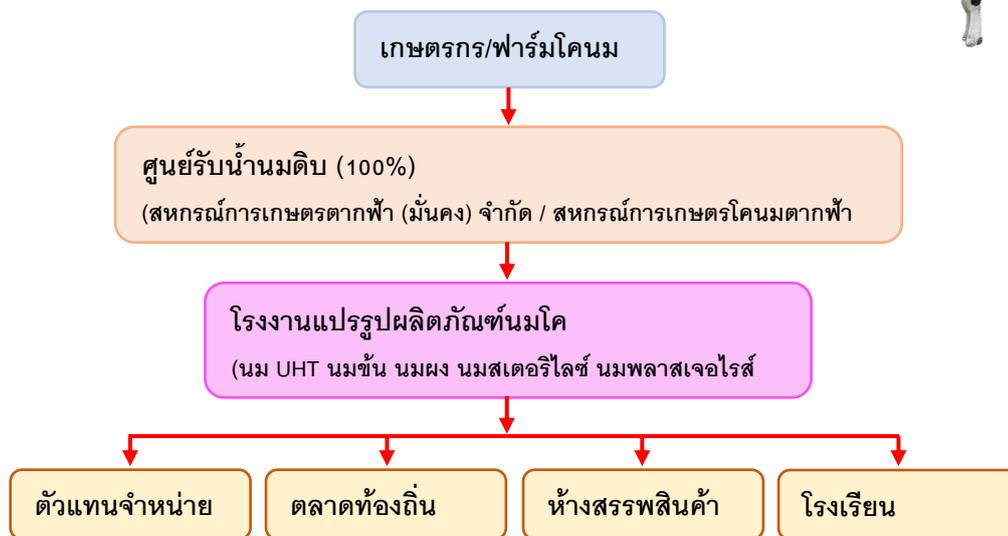 เกษตรกร/ฟาร์มโคนม
ศูนย์รับน้ำนมดิบ (100%)
(สหกรณ์การเกษตรตากฟ้า (มั่นคง) จำกัด / สหกรณ์การเกษตรโคนมตากฟ้า
โรงงานแปรรูปผลิตภัณฑ์นมโค
(นม UHT นมข้น นมผง นมสเตอริไลซ์ นมพลาสเจอไรส์
ตัวแทนจำหน่าย
ตลาดท้องถิ่น
ห้างสรรพสินค้า
โรงเรียน